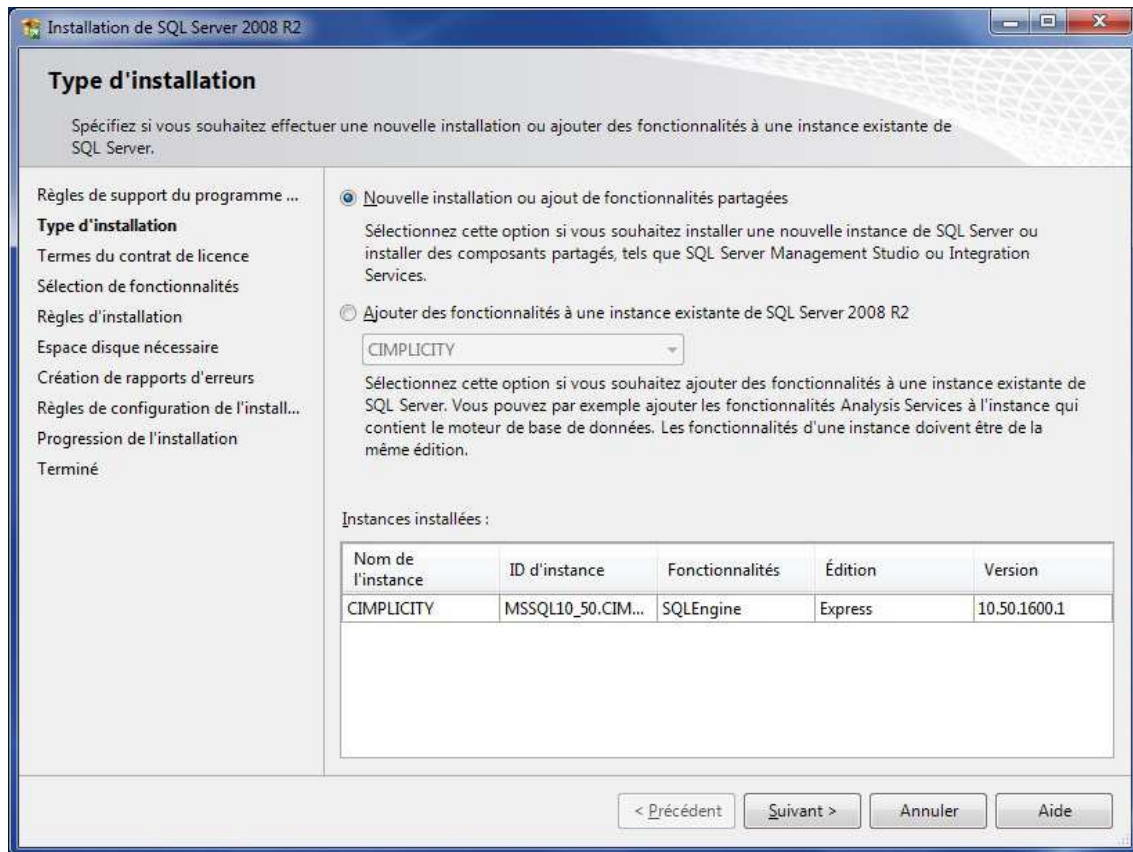 Installation de SQL Server 2008 R2
Type d'installation
Spécifiez si vous souhaitez effectuer une nouvelle installation ou ajouter des fonctionnalités à une instance existante de
SQL Server.
Règles de support du programme ...
Type d'installation
Termes du contrat de licence
Sélection de fonctionnalités
Règles d'installation
Espace disque nécessaire
Création de rapports d'erreurs
Règles de configuration de l'install...
Progression de l'installation
Terminé
Nouvelle installation ou ajout de fonctionnalités partagées
Sélectionnez cette option si vous souhaitez installer une nouvelle instance de SQL Server ou
installer des composants partagés, tels que SQL Server Management Studio ou Integration
Services.
Ajouter des fonctionnalités à une instance existante de SQL Server 2008 R2
CIMPLICITY
Sélectionnez cette option si vous souhaitez ajouter des fonctionnalités à une instance existante de
SQL Server. Vous pouvez par exemple ajouter les fonctionnalités Analysis Services à l'instance qui
contient le moteur de base de données. Les fonctionnalités d'une instance doivent être de la
même édition.
Instances installées :
Nom de
l'instance
ID d'instance
Fonctionnalités
Édition
Version
CIMPLICITY
MSSQL10_50.CIM...
SQLEngine
Express
10.50.1600.1
< Précédent
Suivant >
Annuler
Aide